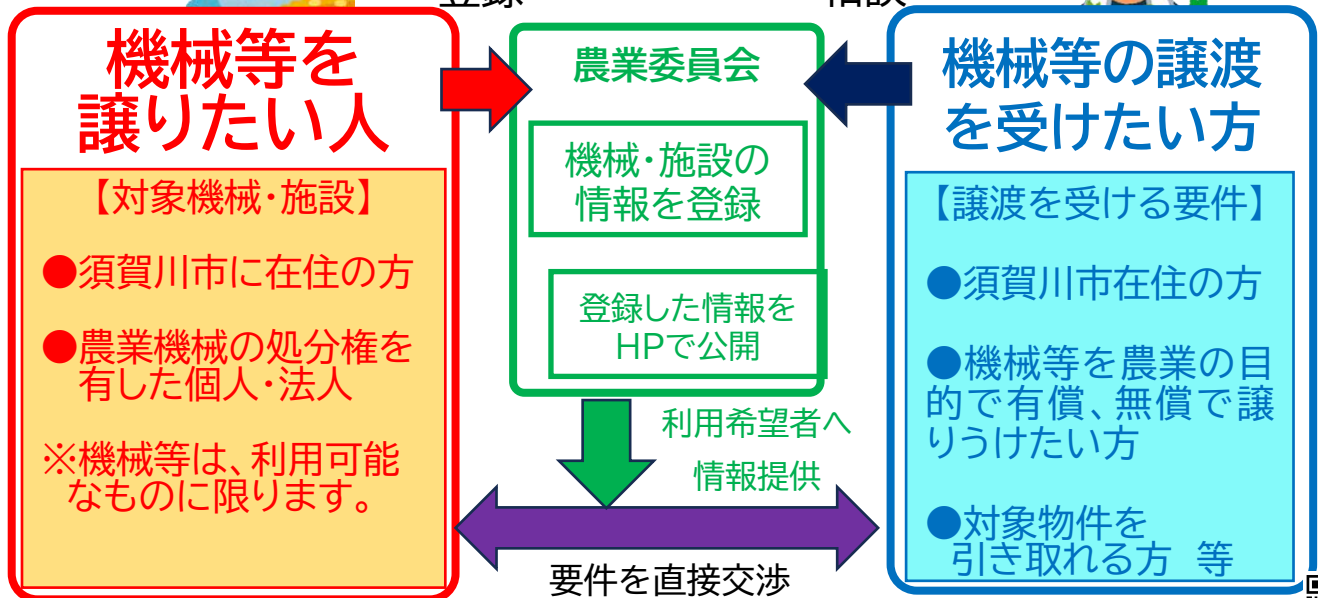 登録
相談
機械等を
譲りたい人
【対象機械・施設】
●須賀川市に在住の方
●農業機械の処分権を
有した個人・法人
※機械等は、利用可能
なものに限ります。
農業委員会
機械・施設の
情報を登録
登録した情報を
HPで公開
利用希望者へ
情報提供
要件を直接交渉
機械等の譲渡
を受けたい方
【譲渡を受ける要件】
●須賀川市在住の方
●機械等を農業の目
的で有償、無償で譲
りうけたい方
●対象物件を
引き取れる方 等